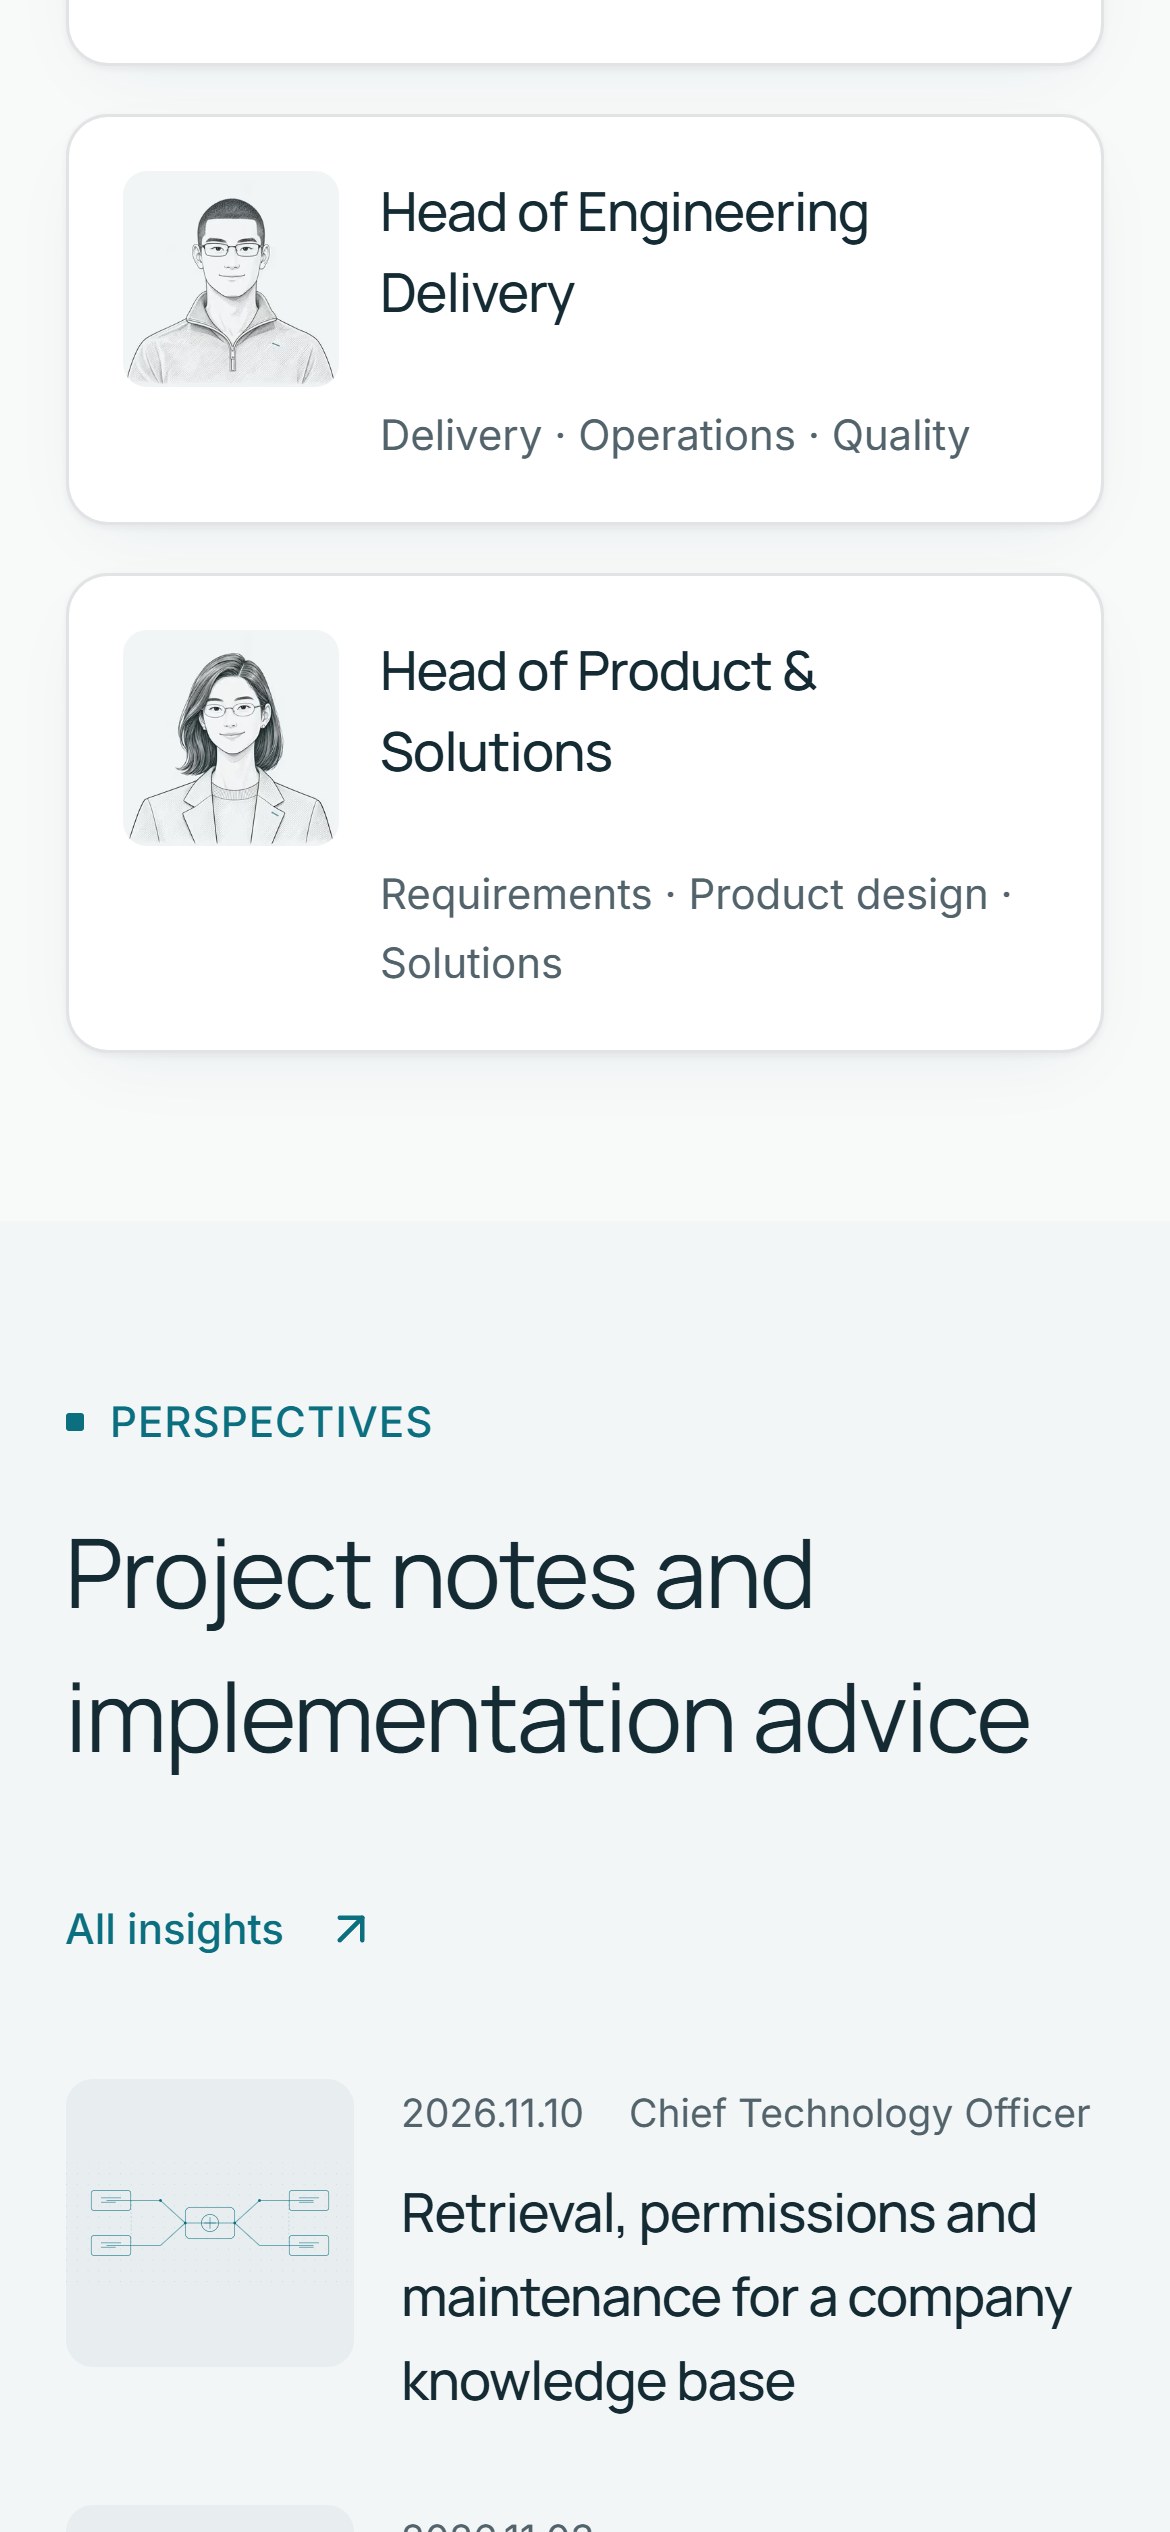 Head of Engineering
Delivery
Delivery · Operations · Quality
Head of Product &
Solutions
Requirements · Product design ·
Solutions
PERSPECTIVES
Project notes and
implementation advice
All insights
2026.11.10 Chief Technology Officer
Retrieval, permissions and
maintenance for a company
knowledge base